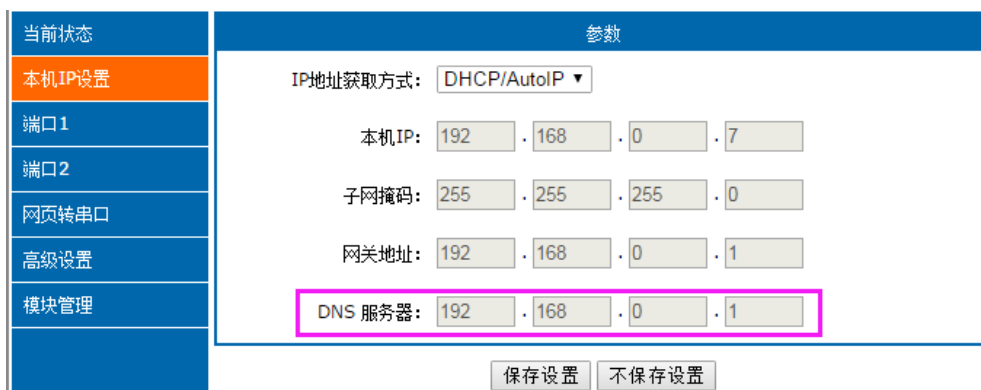 当前状态
本机IP设置
端口1
端口2
网页转串口
高级设置
模块管理
参数
IP地址获取方式： DHCP/AutoIP
本机IP： 192 . 168 . 0 . 7
子网掩码： 255 . 255 . 255 . 0
网关地址： 192 . 168 . 0 . 1
DNS 服务器： 192 . 168 . 0 . 1
保存设置 不保存设置